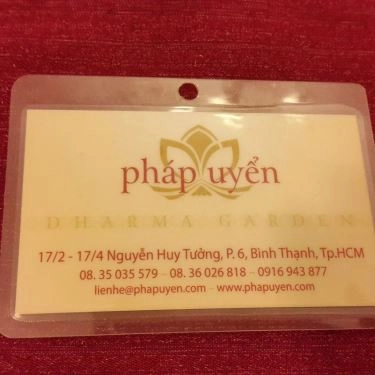 pháp uyển
DHARMA GARDEN
17/2 - 17/4 Nguyễn Huy Tưởng, P. 6, Bình Thạnh, Tp.HCM
08. 35 035 579 – 08. 36 026 818 – 0916 943 877
lienhe@phapuyen.com – www.phapuyen.com